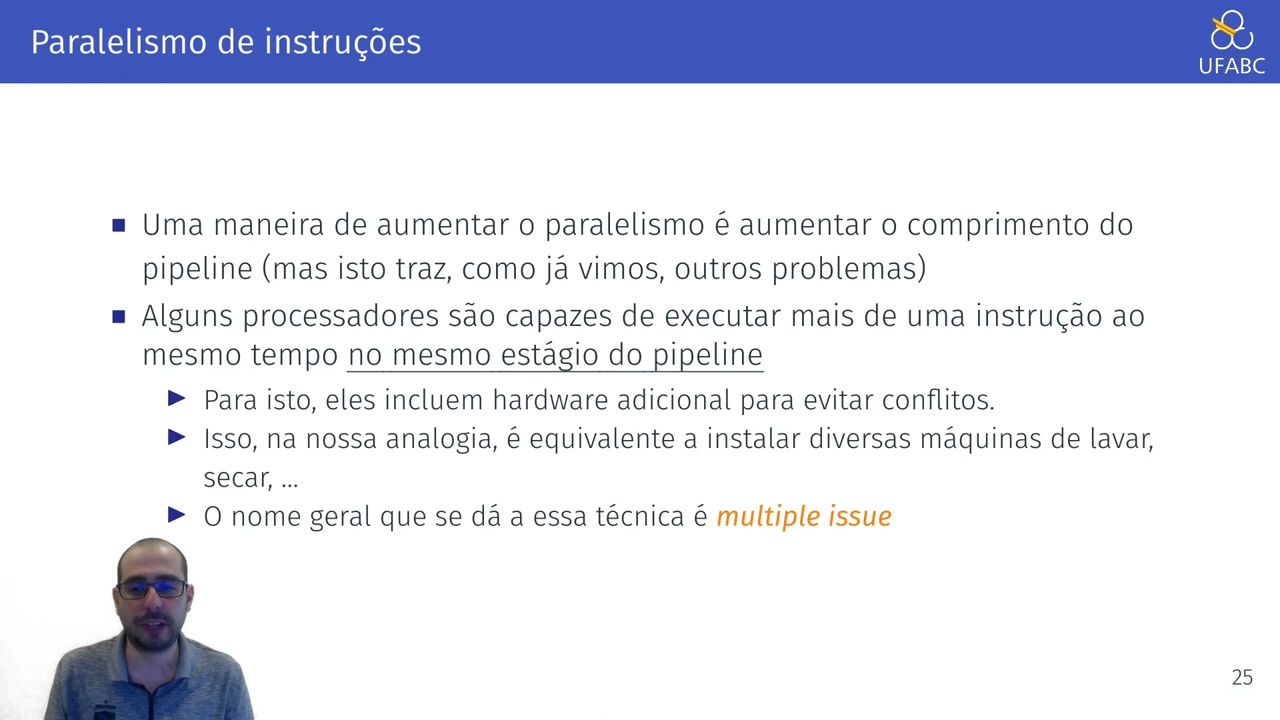 Paralelismo de instruções
UFABC
Uma maneira de aumentar o paralelismo é aumentar o comprimento do
pipeline (mas isto traz, como já vimos, outros problemas)
Alguns processadores são capazes de executar mais de uma instrução ao
mesmo tempo no mesmo estágio do pipeline
Para isto, eles incluem hardware adicional para evitar conflitos.
Isso, na nossa analogia, é equivalente a instalar diversas máquinas de lavar,
secar, ...
O nome geral que se dá a essa técnica é multiple issue
25